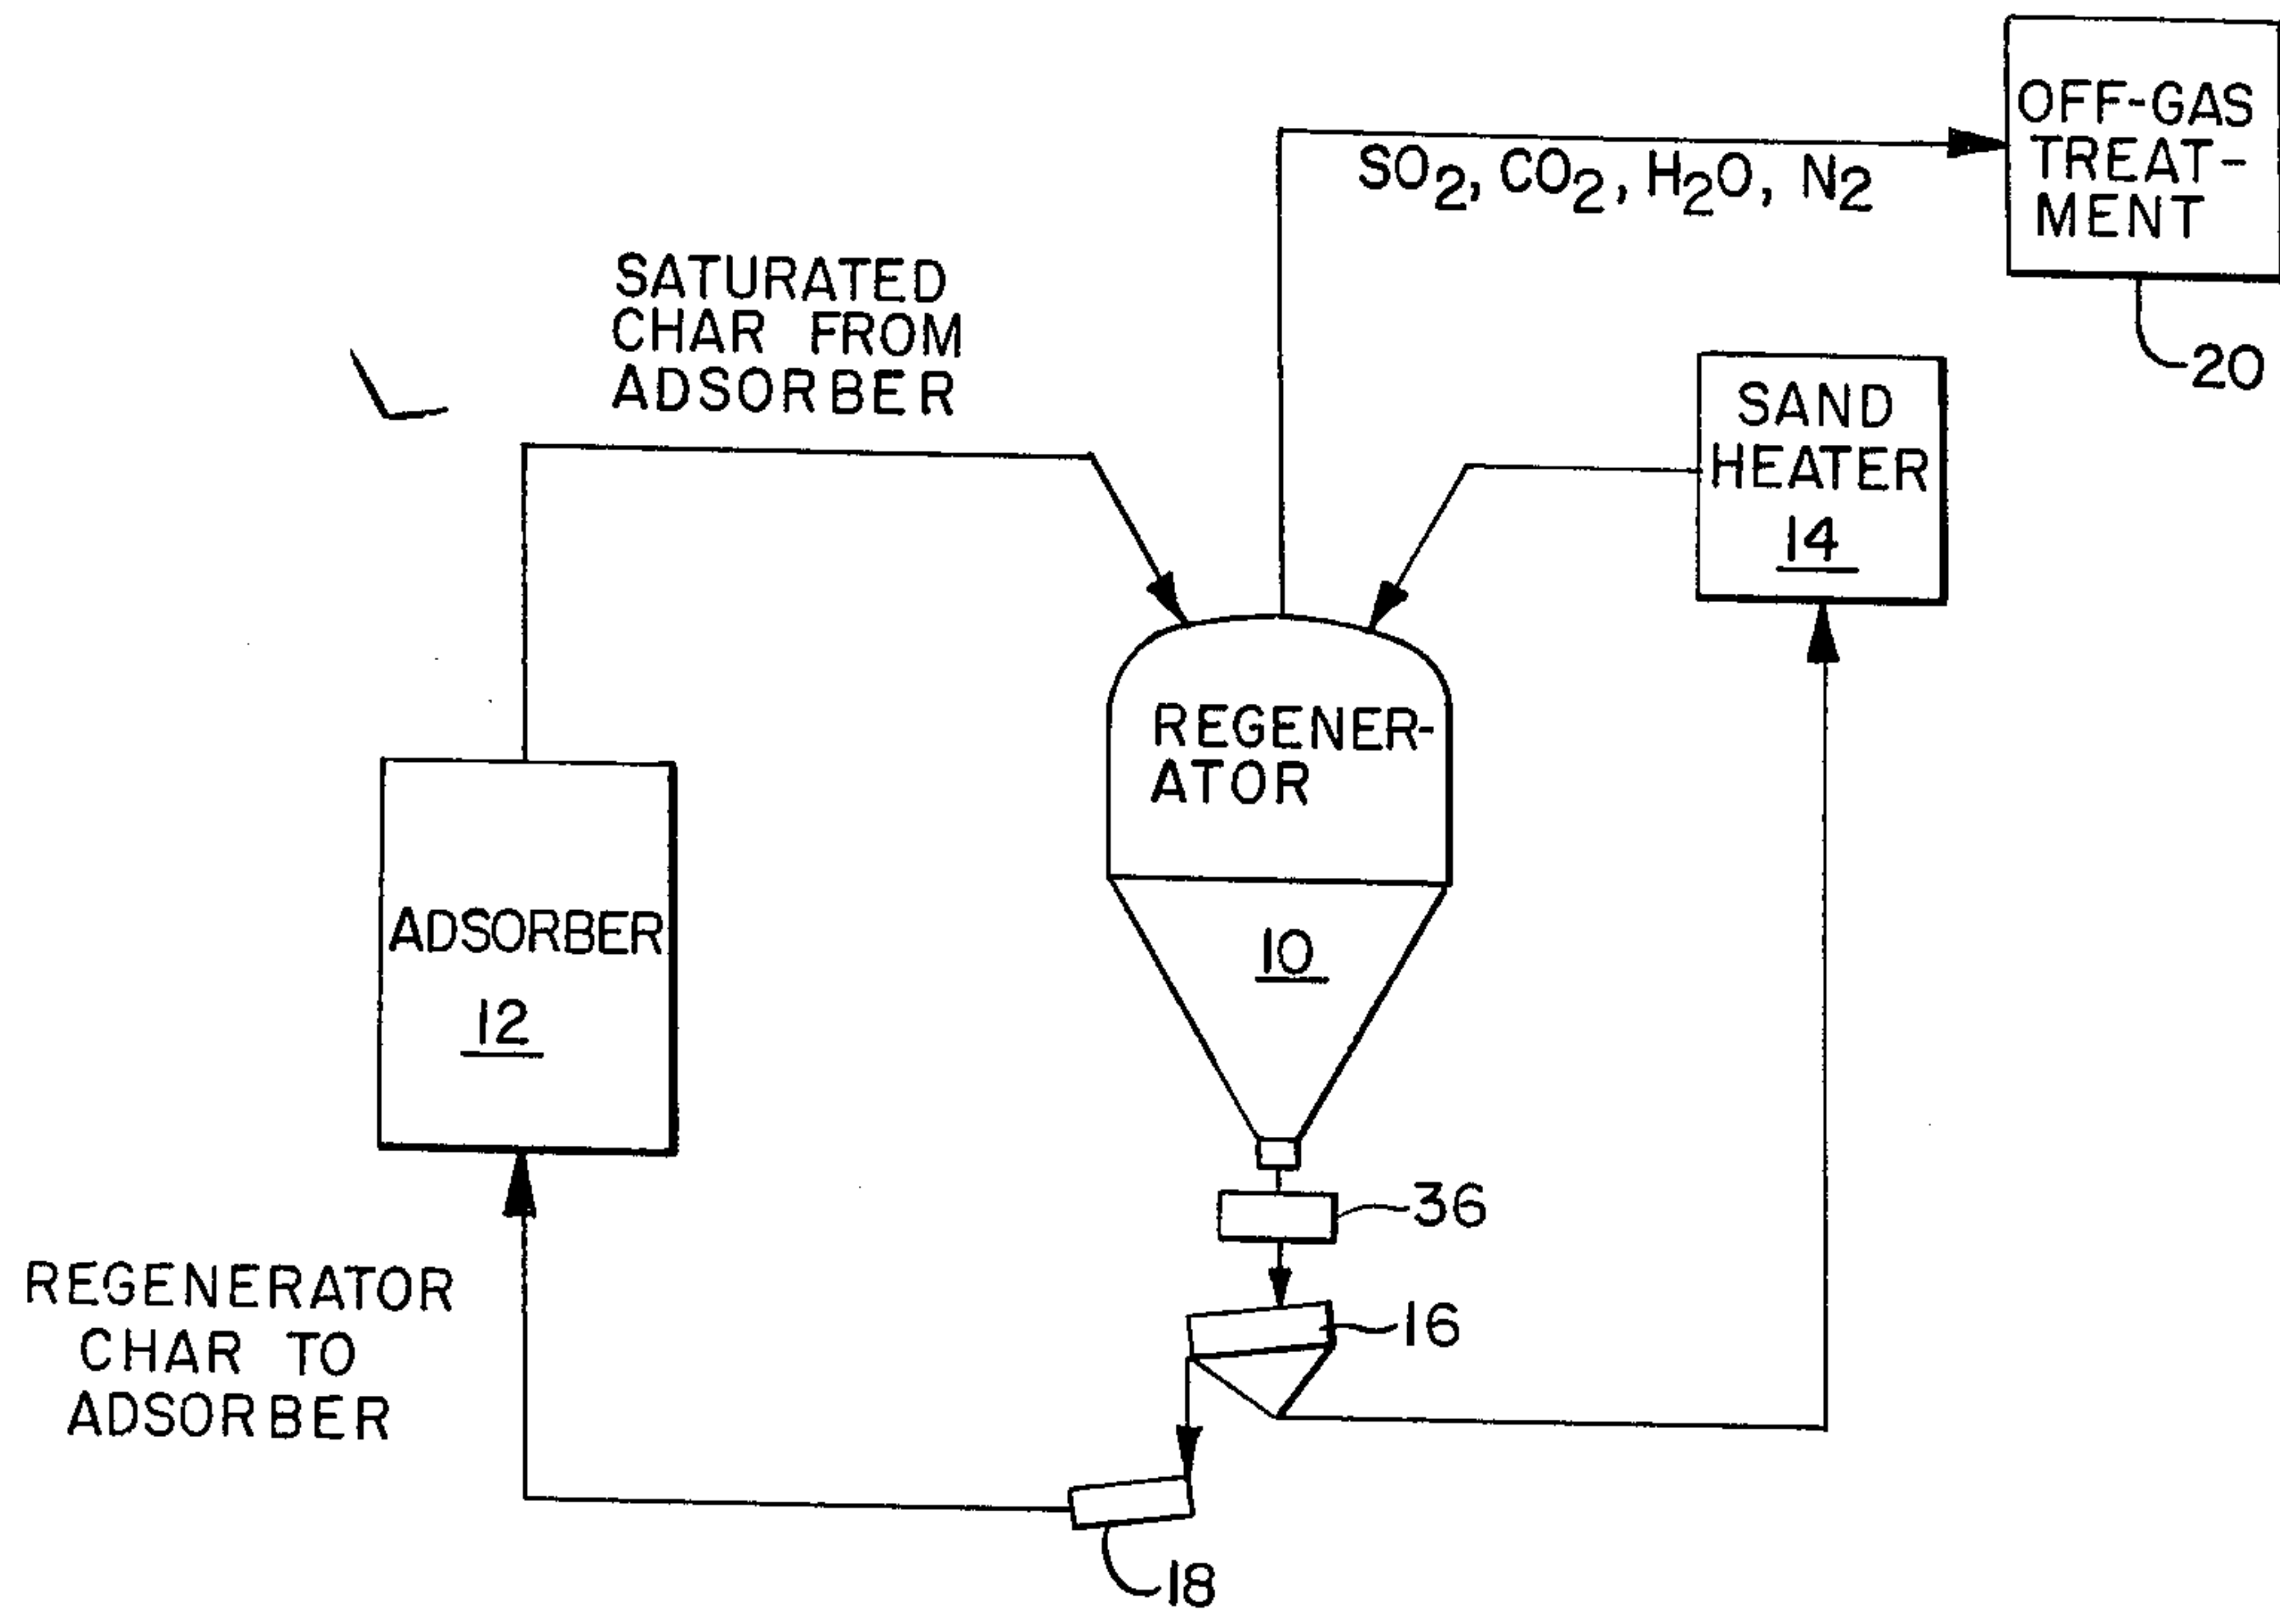 OFF-GAS
TREAT-
MENT
20
SO2, CO2, H2O, N2
SATURATED
CHAR FROM
ADSORBER
SAND
HEATER
14
REGENER-
ATOR
10
ADSORBER
12
36
16
REGENERATOR
CHAR TO
ADSORBER
18